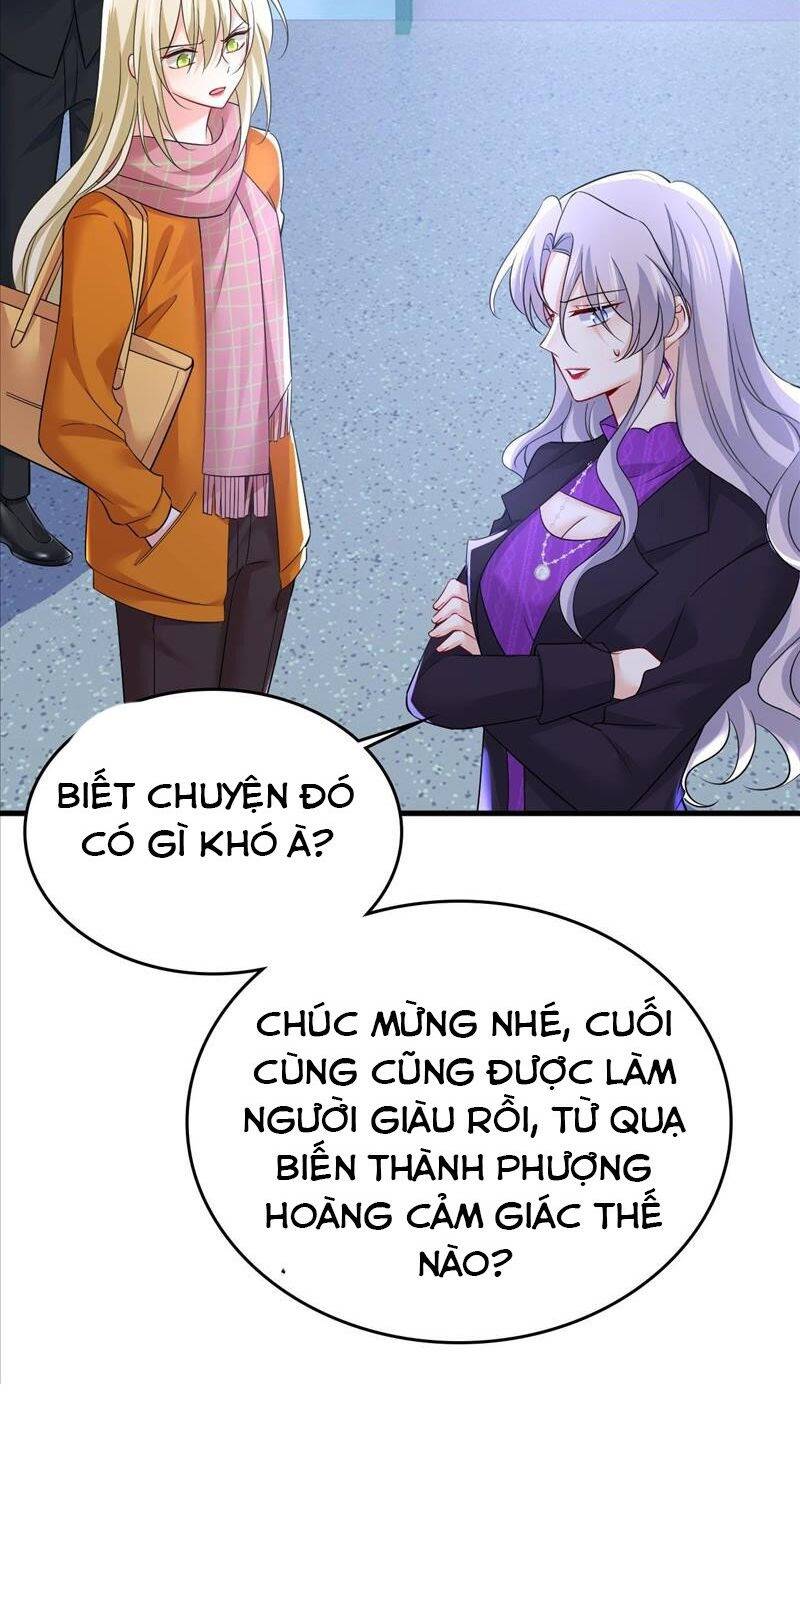 BIẾT CHUYỆN ĐÓ
CÓ GÌ KHÓ À?
CHÚC MỪNG NHÉ, CUỐI
CÙNG CŨNG ĐƯỢC LÀM
NGƯỜI GIÀU RỒI, TỪ QUẠ
BIẾN THÀNH PHƯỢNG
HOÀNG CẢM GIÁC THẾ
NÀO?